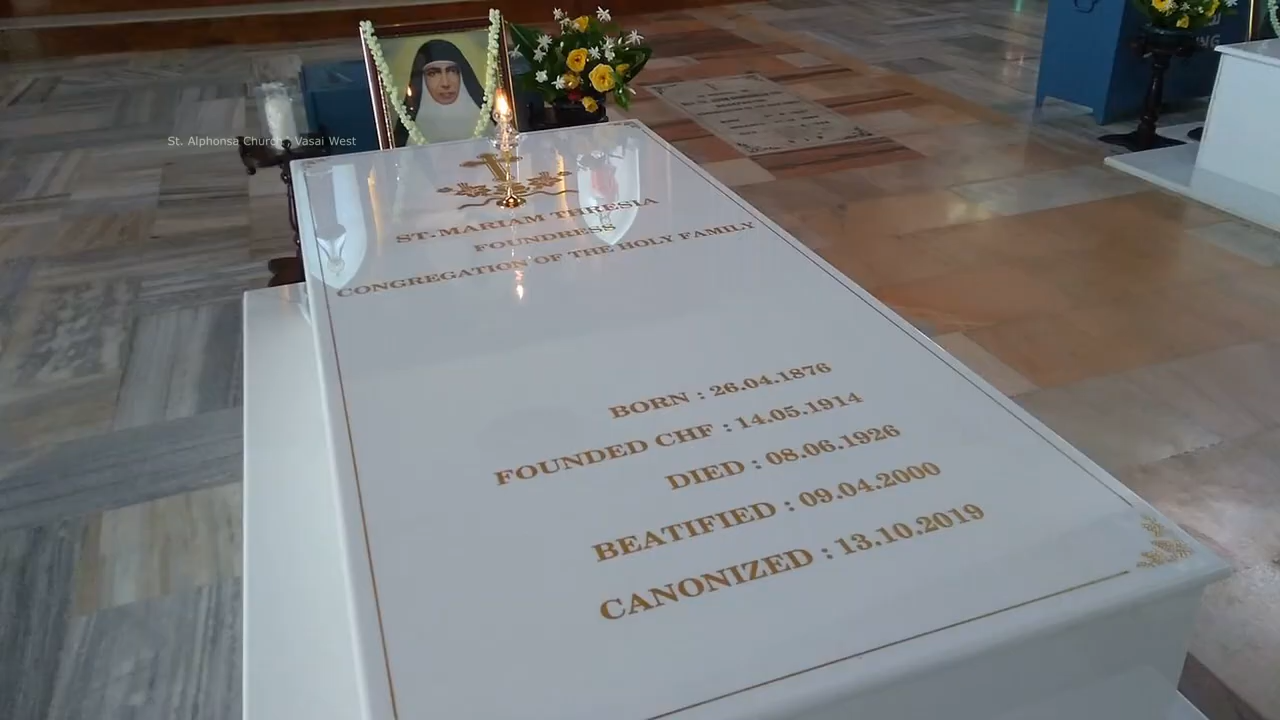 St. Alphonsa Church, Vasai West
ST.MARIAM THRESIA
FOUNDRESS
CONGREGATION OF THE HOLY FAMILY
BORN : 26.04.1876
FOUNDED CHF : 14.05.1914
DIED : 08.06.1926
BEATIFIED : 09.04.2000
CANONIZED : 13.10.2019